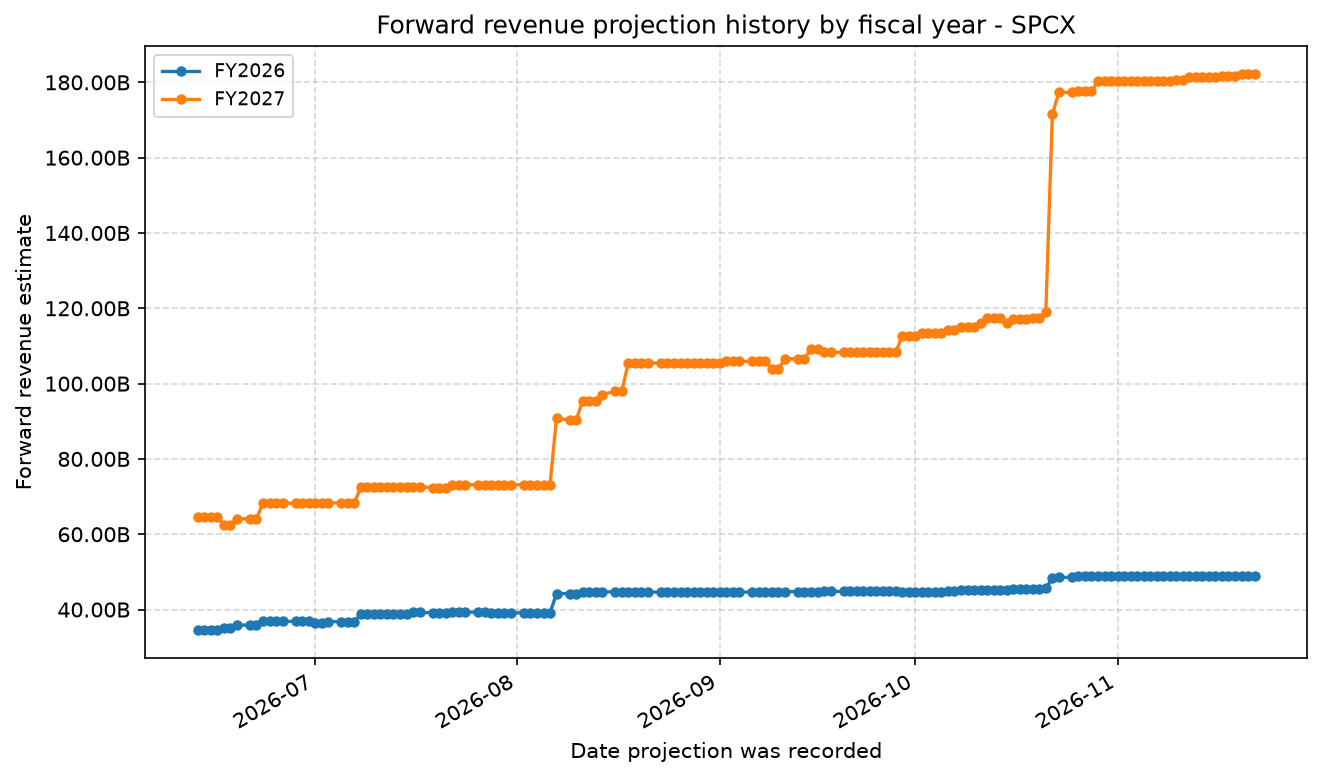 Forward revenue projection history by fiscal year - SPCX
FY2026
FY2027
180.00B
160.00B
140.00B
120.00B
100.00B
80.00B
60.00B
40.00B
Forward revenue estimate
2026-07
2026-08
2026-09
2026-10
2026-11
Date projection was recorded